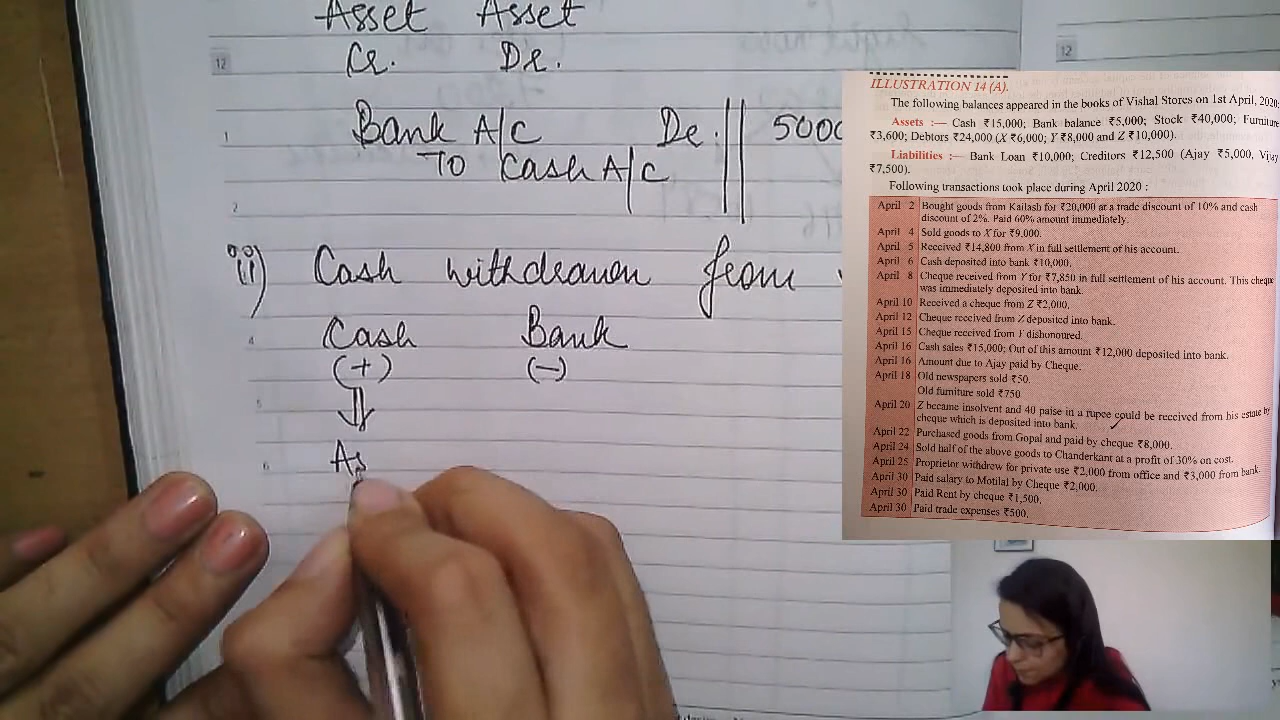 Asset Asset
Cr. Dr.
Bank A/C Dr. 5000
To Cash A/C
ii) Cash withdrawn from
Cash Bank
(+) (-)
As
12
1
2
4
5
6
12
ILLUSTRATION 14 (A).
The following balances appeared in the books of Vishal Stores on 1st April, 2020
Assets :— Cash ₹15,000; Bank balance ₹5,000; Stock ₹40,000; Furniture
₹3,600; Debtors ₹24,000 (X ₹6,000; Y ₹8,000 and Z ₹10,000).
Liabilities :— Bank Loan ₹10,000; Creditors ₹12,500 (Ajay ₹5,000, Vijay
₹7,500).
Following transactions took place during April 2020 :
April 2 Bought goods from Kailash for ₹20,000 at a trade discount of 10% and cash
discount of 2%. Paid 60% amount immediately.
April 4 Sold goods to X for ₹9,000.
April 5 Received ₹14,800 from X in full settlement of his account.
April 6 Cash deposited into bank ₹10,000.
April 8 Cheque received from Y for ₹7,850 in full settlement of his account. This cheque
was immediately deposited into bank.
April 10 Received a cheque from Z ₹2,000.
April 12 Cheque received from Z deposited into bank.
April 15 Cheque received from Y dishonoured.
April 16 Cash sales ₹15,000; Out of this amount ₹12,000 deposited into bank.
April 16 Amount due to Ajay paid by Cheque.
April 18 Old newspapers sold ₹50.
Old furniture sold ₹750
April 20 Z became insolvent and 40 paise in a rupee could be received from his estate by
cheque which is deposited into bank.
April 22 Purchased goods from Gopal and paid by cheque ₹8,000.
April 24 Sold half of the above goods to Chanderkant at a profit of 30% on cost.
April 25 Proprietor withdrew for private use ₹2,000 from office and ₹3,000 from bank.
April 30 Paid salary to Motilal by Cheque ₹2,000.
April 30 Paid Rent by cheque ₹1,500.
April 30 Paid trade expenses ₹500.